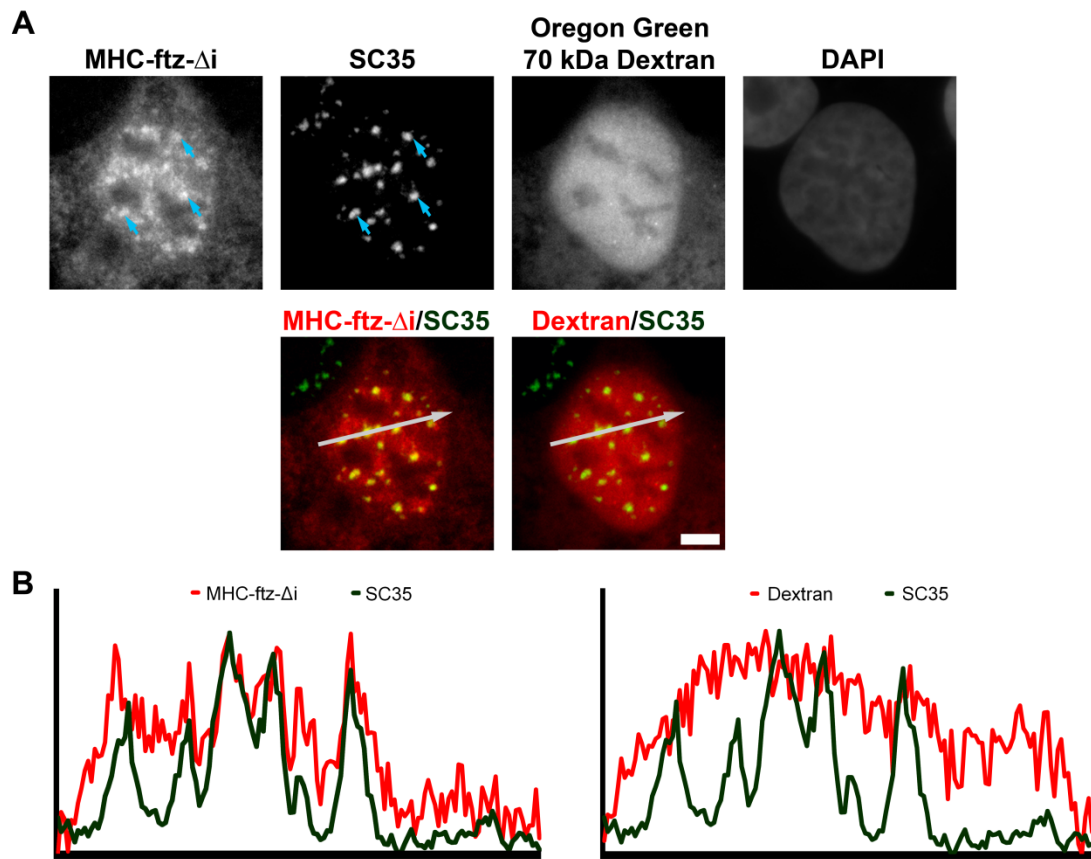 A
MHC-ftz-Δi
SC35
Oregon Green
70 kDa Dextran
DAPI
MHC-ftz-Δi/SC35
Dextran/SC35
B
MHC-ftz-Δi
SC35
Dextran
SC35